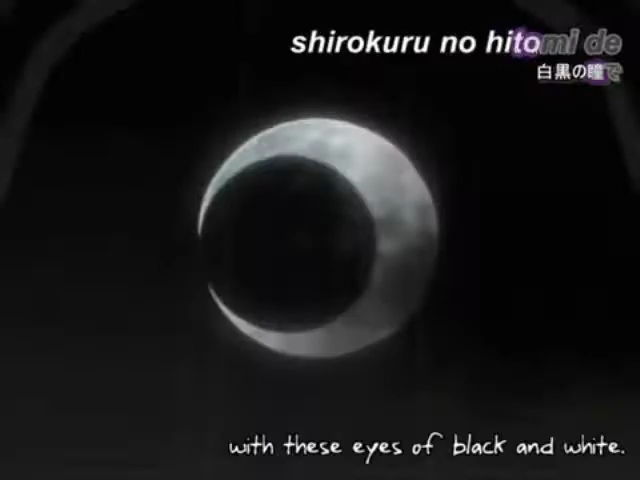 shirokuru no hitomi de
白黒の瞳で
with these eyes of black and white.